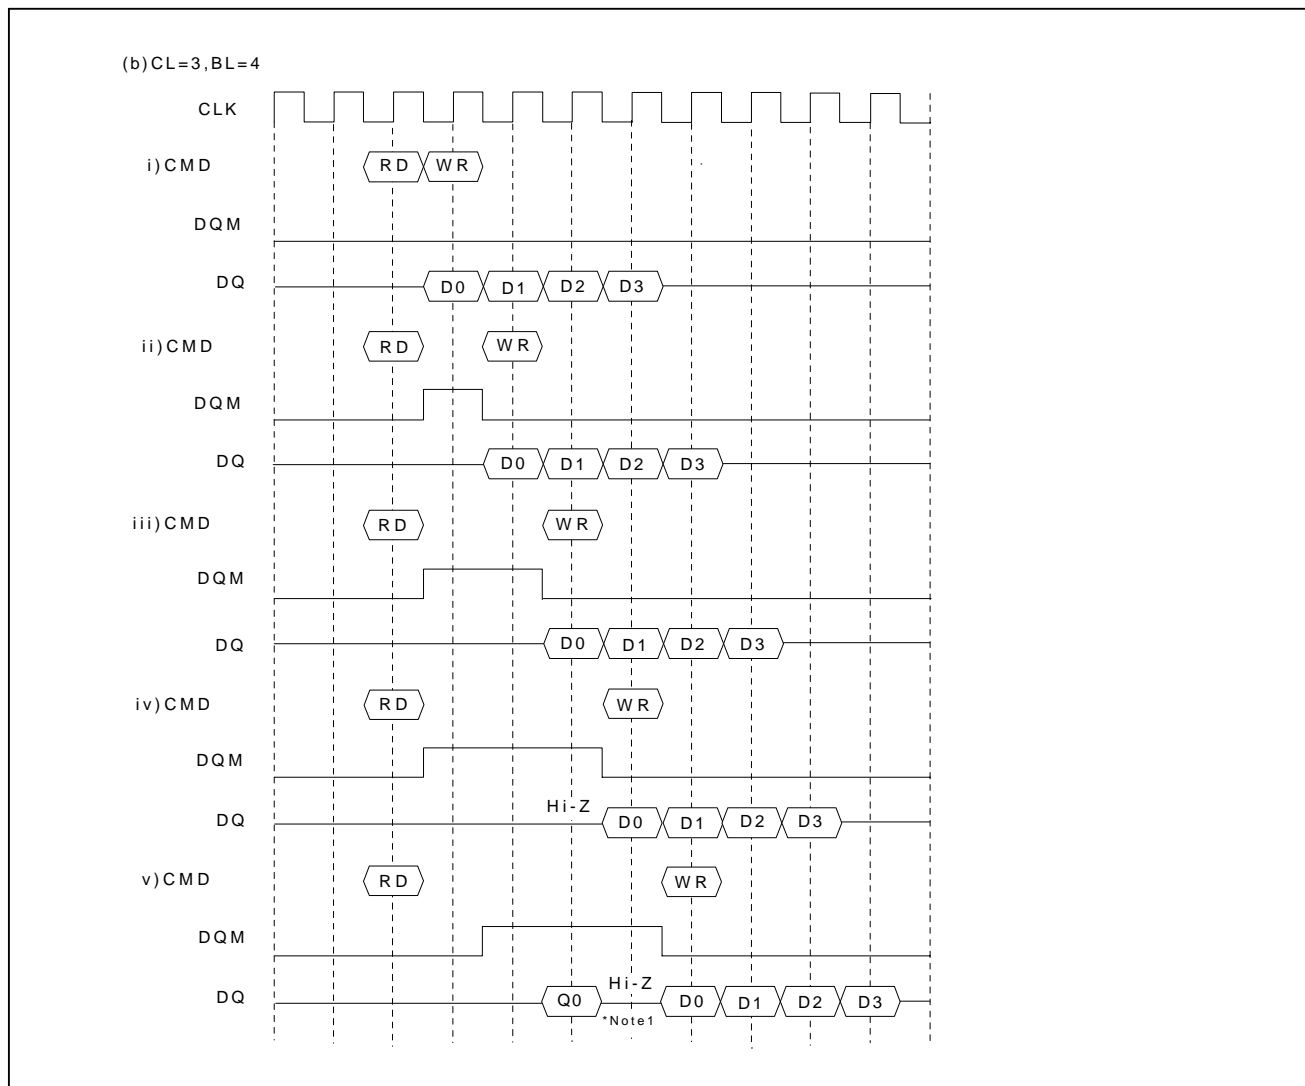 (b)CL=3,BL=4
CLK
i)CMD RD WR
DQM
DQ D0 D1 D2 D3
ii)CMD RD WR
DQM
DQ D0 D1 D2 D3
iii)CMD RD WR
DQM
DQ D0 D1 D2 D3
iv)CMD RD WR
DQM
Hi-Z
DQ D0 D1 D2 D3
v)CMD RD WR
DQM
Hi-Z
DQ Q0 D0 D1 D2 D3
*Note1